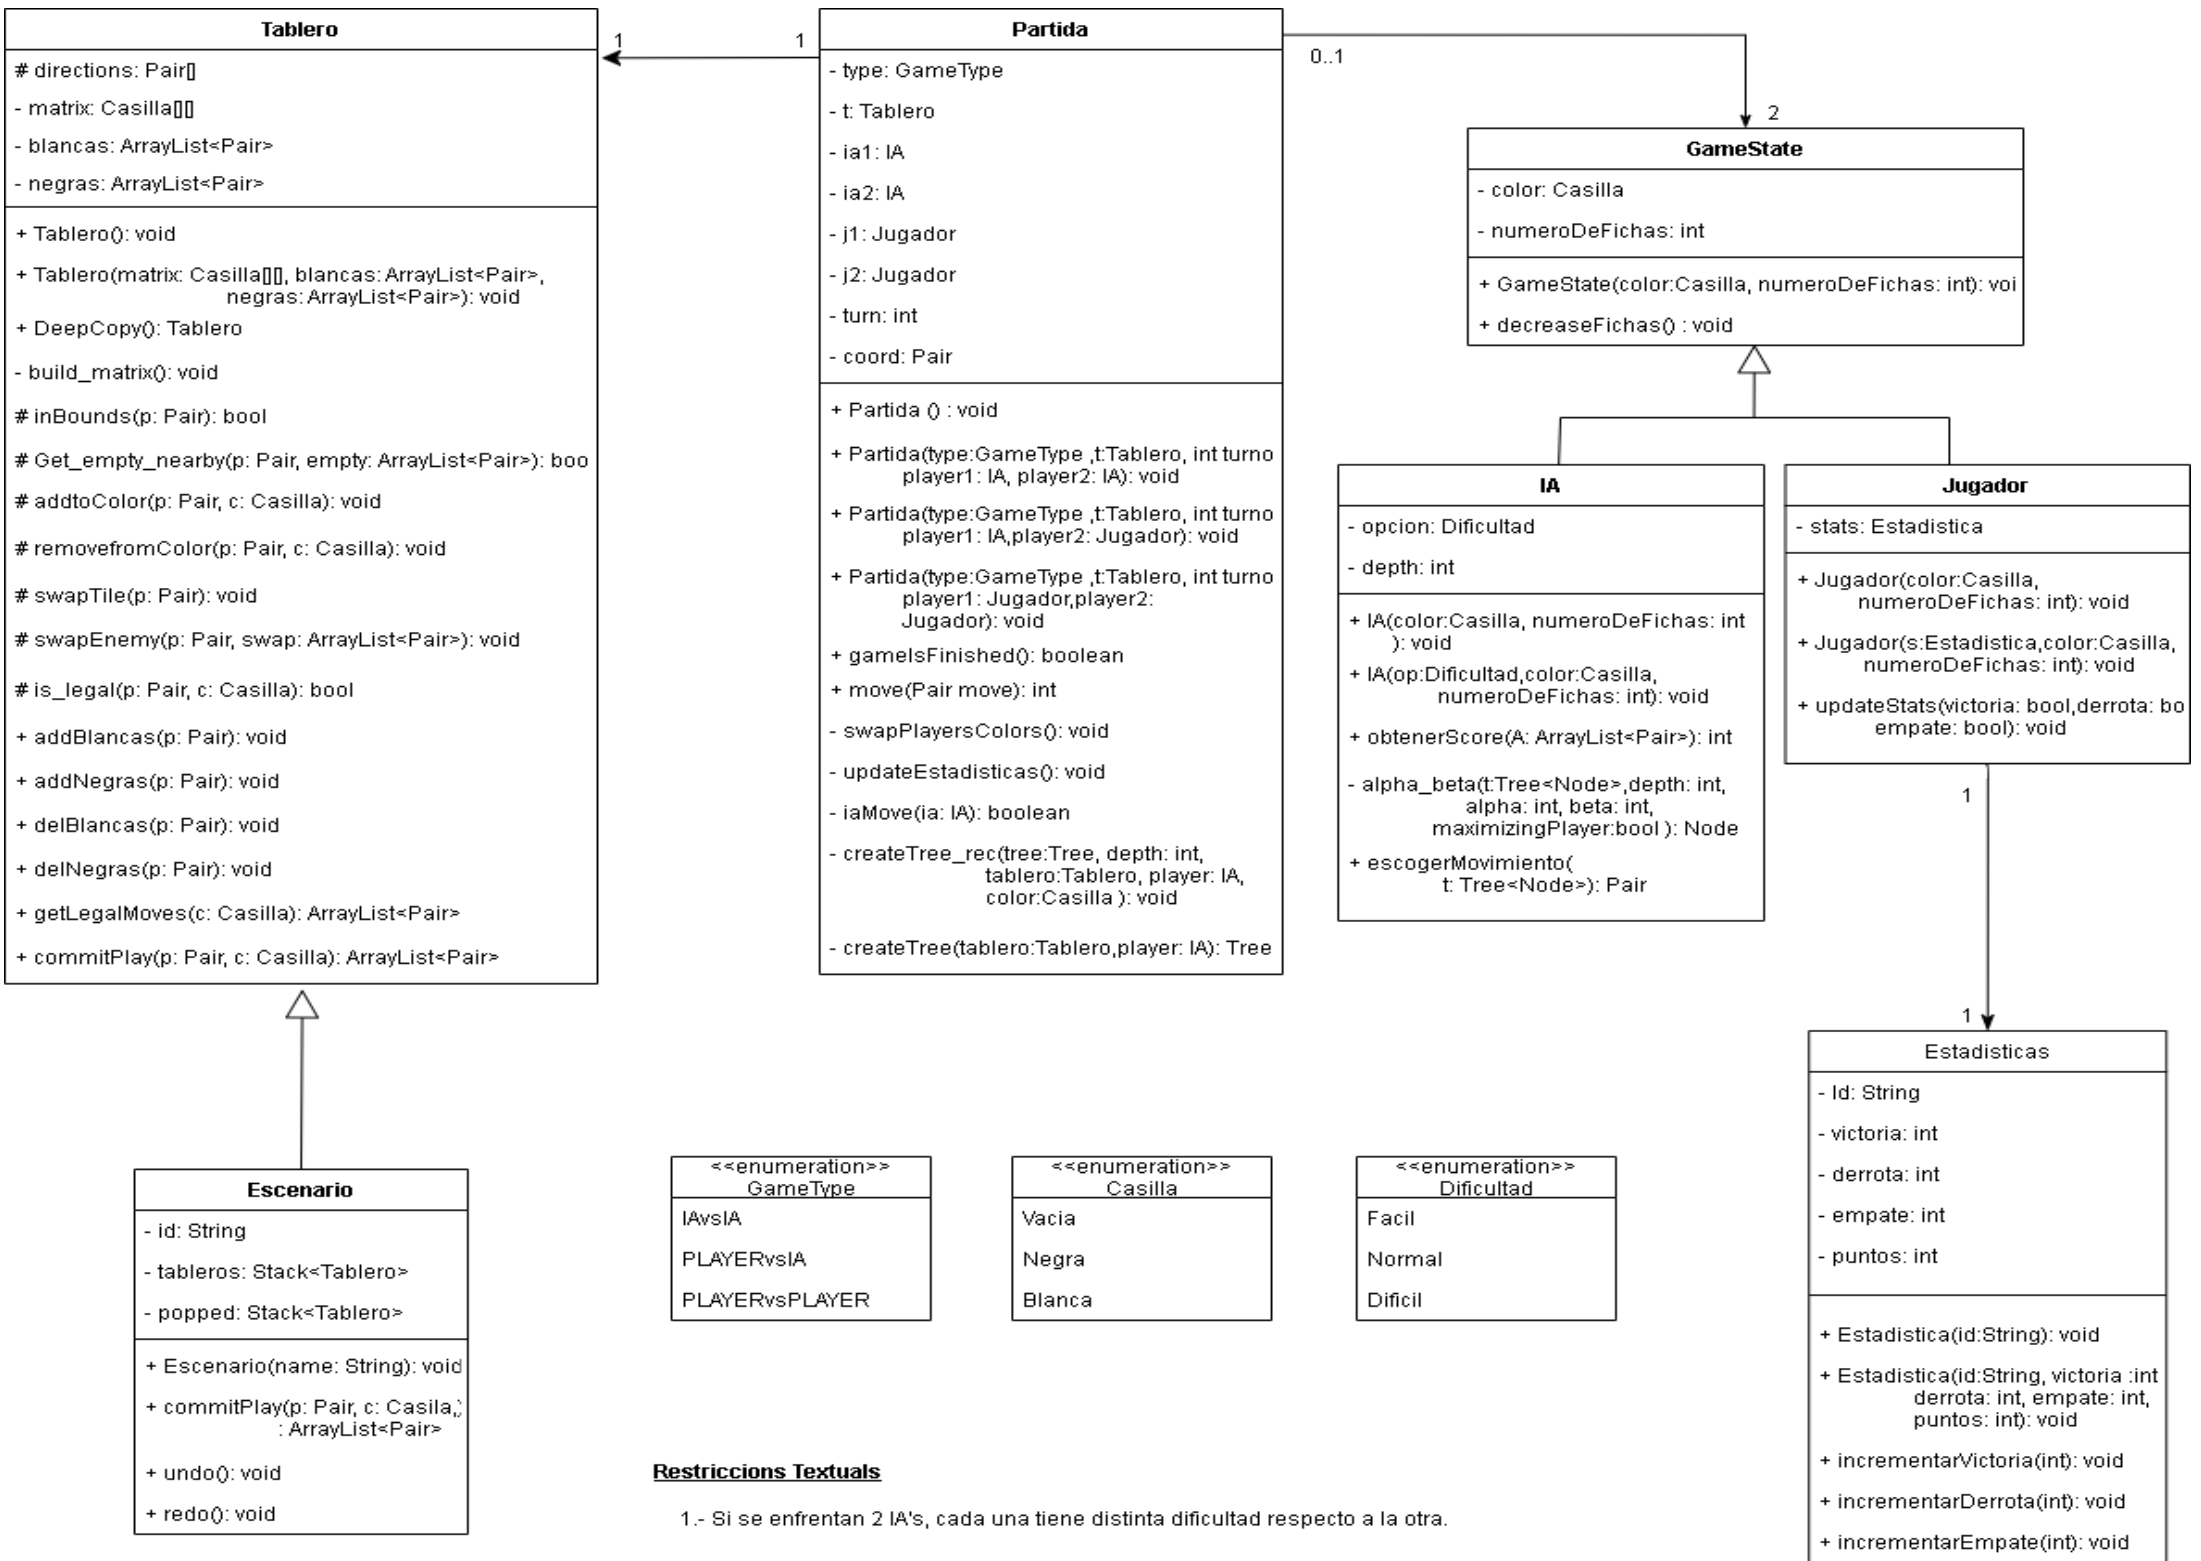 Tablero
# directions: Pair[]
- matrix: Casilla[][]
- blancas: ArrayList<Pair>
- negras: ArrayList<Pair>
+ Tablero(): void
+ Tablero(matrix: Casilla[][], blancas: ArrayList<Pair>,
negras: ArrayList<Pair>): void
+ DeepCopy(): Tablero
- build_matrix(): void
# inBounds(p: Pair): bool
# Get_empty_nearby(p: Pair, empty: ArrayList<Pair>): boo
# addtoColor(p: Pair, c: Casilla): void
# removefromColor(p: Pair, c: Casilla): void
# swapTile(p: Pair): void
# swapEnemy(p: Pair, swap: ArrayList<Pair>): void
# is_legal(p: Pair, c: Casilla): bool
+ addBlancas(p: Pair): void
+ addNegras(p: Pair): void
+ delBlancas(p: Pair): void
+ delNegras(p: Pair): void
+ getLegalMoves(c: Casilla): ArrayList<Pair>
+ commitPlay(p: Pair, c: Casilla): ArrayList<Pair>
1
1
Partida
- type: GameType
- t: Tablero
- ia1: IA
- ia2: IA
- j1: Jugador
- j2: Jugador
- turn: int
- coord: Pair
+ Partida () : void
+ Partida(type:GameType ,t:Tablero, int turno
player1: IA, player2: IA): void
+ Partida(type:GameType ,t:Tablero, int turno
player1: IA,player2: Jugador): void
+ Partida(type:GameType ,t:Tablero, int turno
player1: Jugador,player2:
Jugador): void
+ gameIsFinished(): boolean
+ move(Pair move): int
- swapPlayersColors(): void
- updateEstadisticas(): void
- iaMove(ia: IA): boolean
- createTree_rec(tree:Tree, depth: int,
tablero:Tablero, player: IA,
color:Casilla ): void
- createTree(tablero:Tablero,player: IA): Tree
0..1
2
GameState
- color: Casilla
- numeroDeFichas: int
+ GameState(color:Casilla, numeroDeFichas: int): voi
+ decreaseFichas() : void
IA
- opcion: Dificultad
- depth: int
+ IA(color:Casilla, numeroDeFichas: int
): void
+ IA(op:Dificultad,color:Casilla,
numeroDeFichas: int): void
+ obtenerScore(A: ArrayList<Pair>): int
- alpha_beta(t:Tree<Node>,depth: int,
alpha: int, beta: int,
maximizingPlayer:bool ): Node
+ escogerMovimiento(
t: Tree<Node>): Pair
Jugador
- stats: Estadistica
+ Jugador(color:Casilla,
numeroDeFichas: int): void
+ Jugador(s:Estadistica,color:Casilla,
numeroDeFichas: int): void
+ updateStats(victoria: bool,derrota: bo
empate: bool): void
1
1
Estadisticas
- Id: String
- victoria: int
- derrota: int
- empate: int
- puntos: int
+ Estadistica(id:String): void
+ Estadistica(id:String, victoria :int
derrota: int, empate: int,
puntos: int): void
+ incrementarVictoria(int): void
+ incrementarDerrota(int): void
+ incrementarEmpate(int): void
Escenario
- id: String
- tableros: Stack<Tablero>
- popped: Stack<Tablero>
+ Escenario(name: String): void
+ commitPlay(p: Pair, c: Casila,)
: ArrayList<Pair>
+ undo(): void
+ redo(): void
<<enumeration>>
GameType
IAvsIA
PLAYERvsIA
PLAYERvsPLAYER
<<enumeration>>
Casilla
Vacia
Negra
Blanca
<<enumeration>>
Dificultad
Facil
Normal
Dificil
Restriccions Textuals
1.- Si se enfrentan 2 IA's, cada una tiene distinta dificultad respecto a la otra.